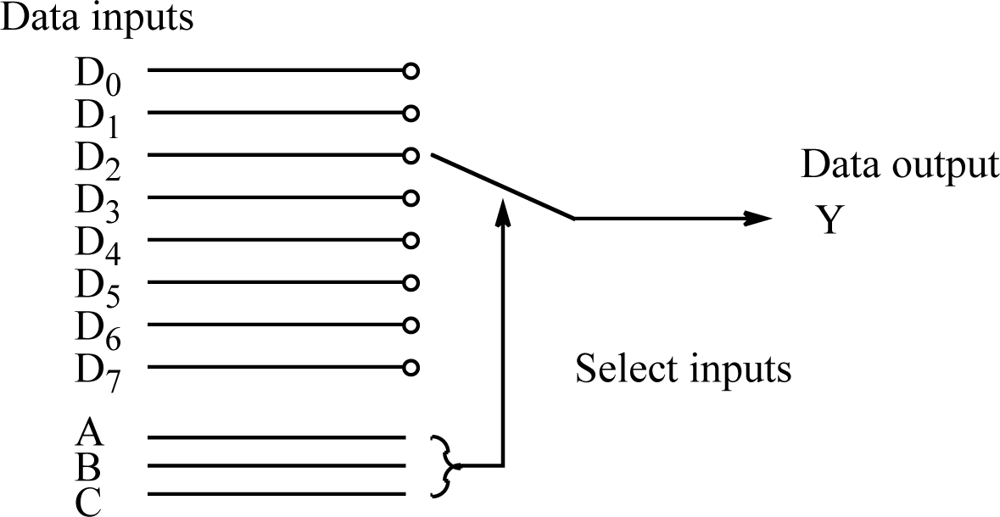 Data inputs
D0
D1
D2
D3
D4
D5
D6
D7
Data output
Y
Select inputs
A
B
C